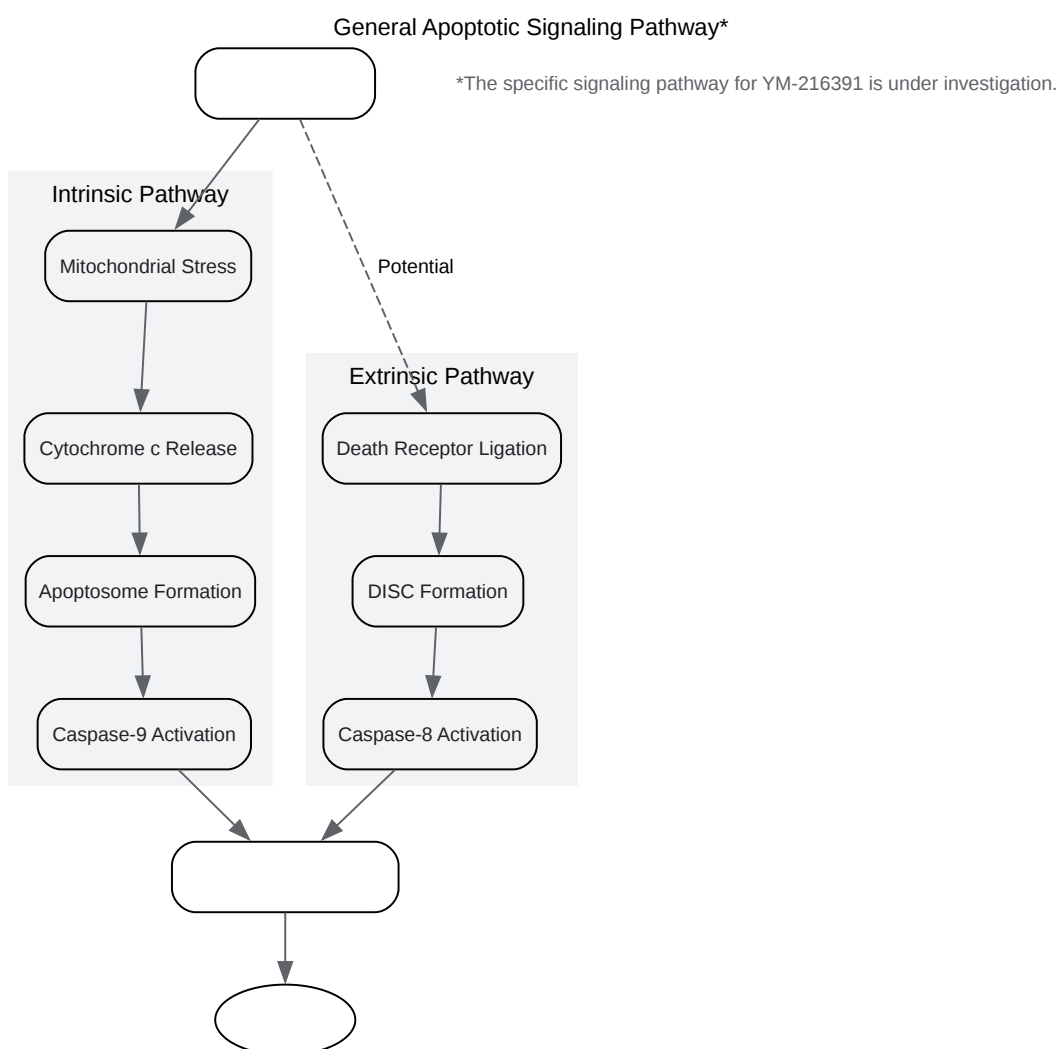 General Apoptotic Signaling Pathway*
*The specific signaling pathway for YM-216391 is under investigation.
Intrinsic Pathway
Mitochondrial Stress
Potential
Extrinsic Pathway
Cytochrome c Release
Death Receptor Ligation
Apoptosome Formation
DISC Formation
Caspase-9 Activation
Caspase-8 Activation